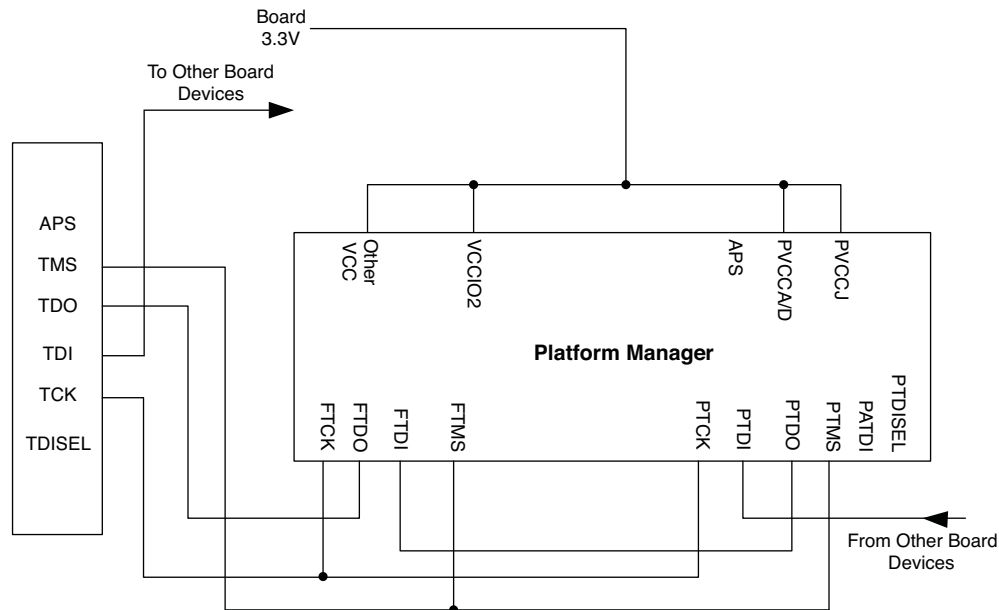 Board
3.3V
To Other Board
Devices
APS
TMS
TDO
TDI
TCK
TDISEL
Other
VCC
VCCIO2
APS
PVCCA/D
PVCCJ
Platform Manager
FTCK
FTDO
FTDI
FTMS
PTCK
PTDI
PTDO
PTMS
PATDI
PTDISEL
From Other Board
Devices